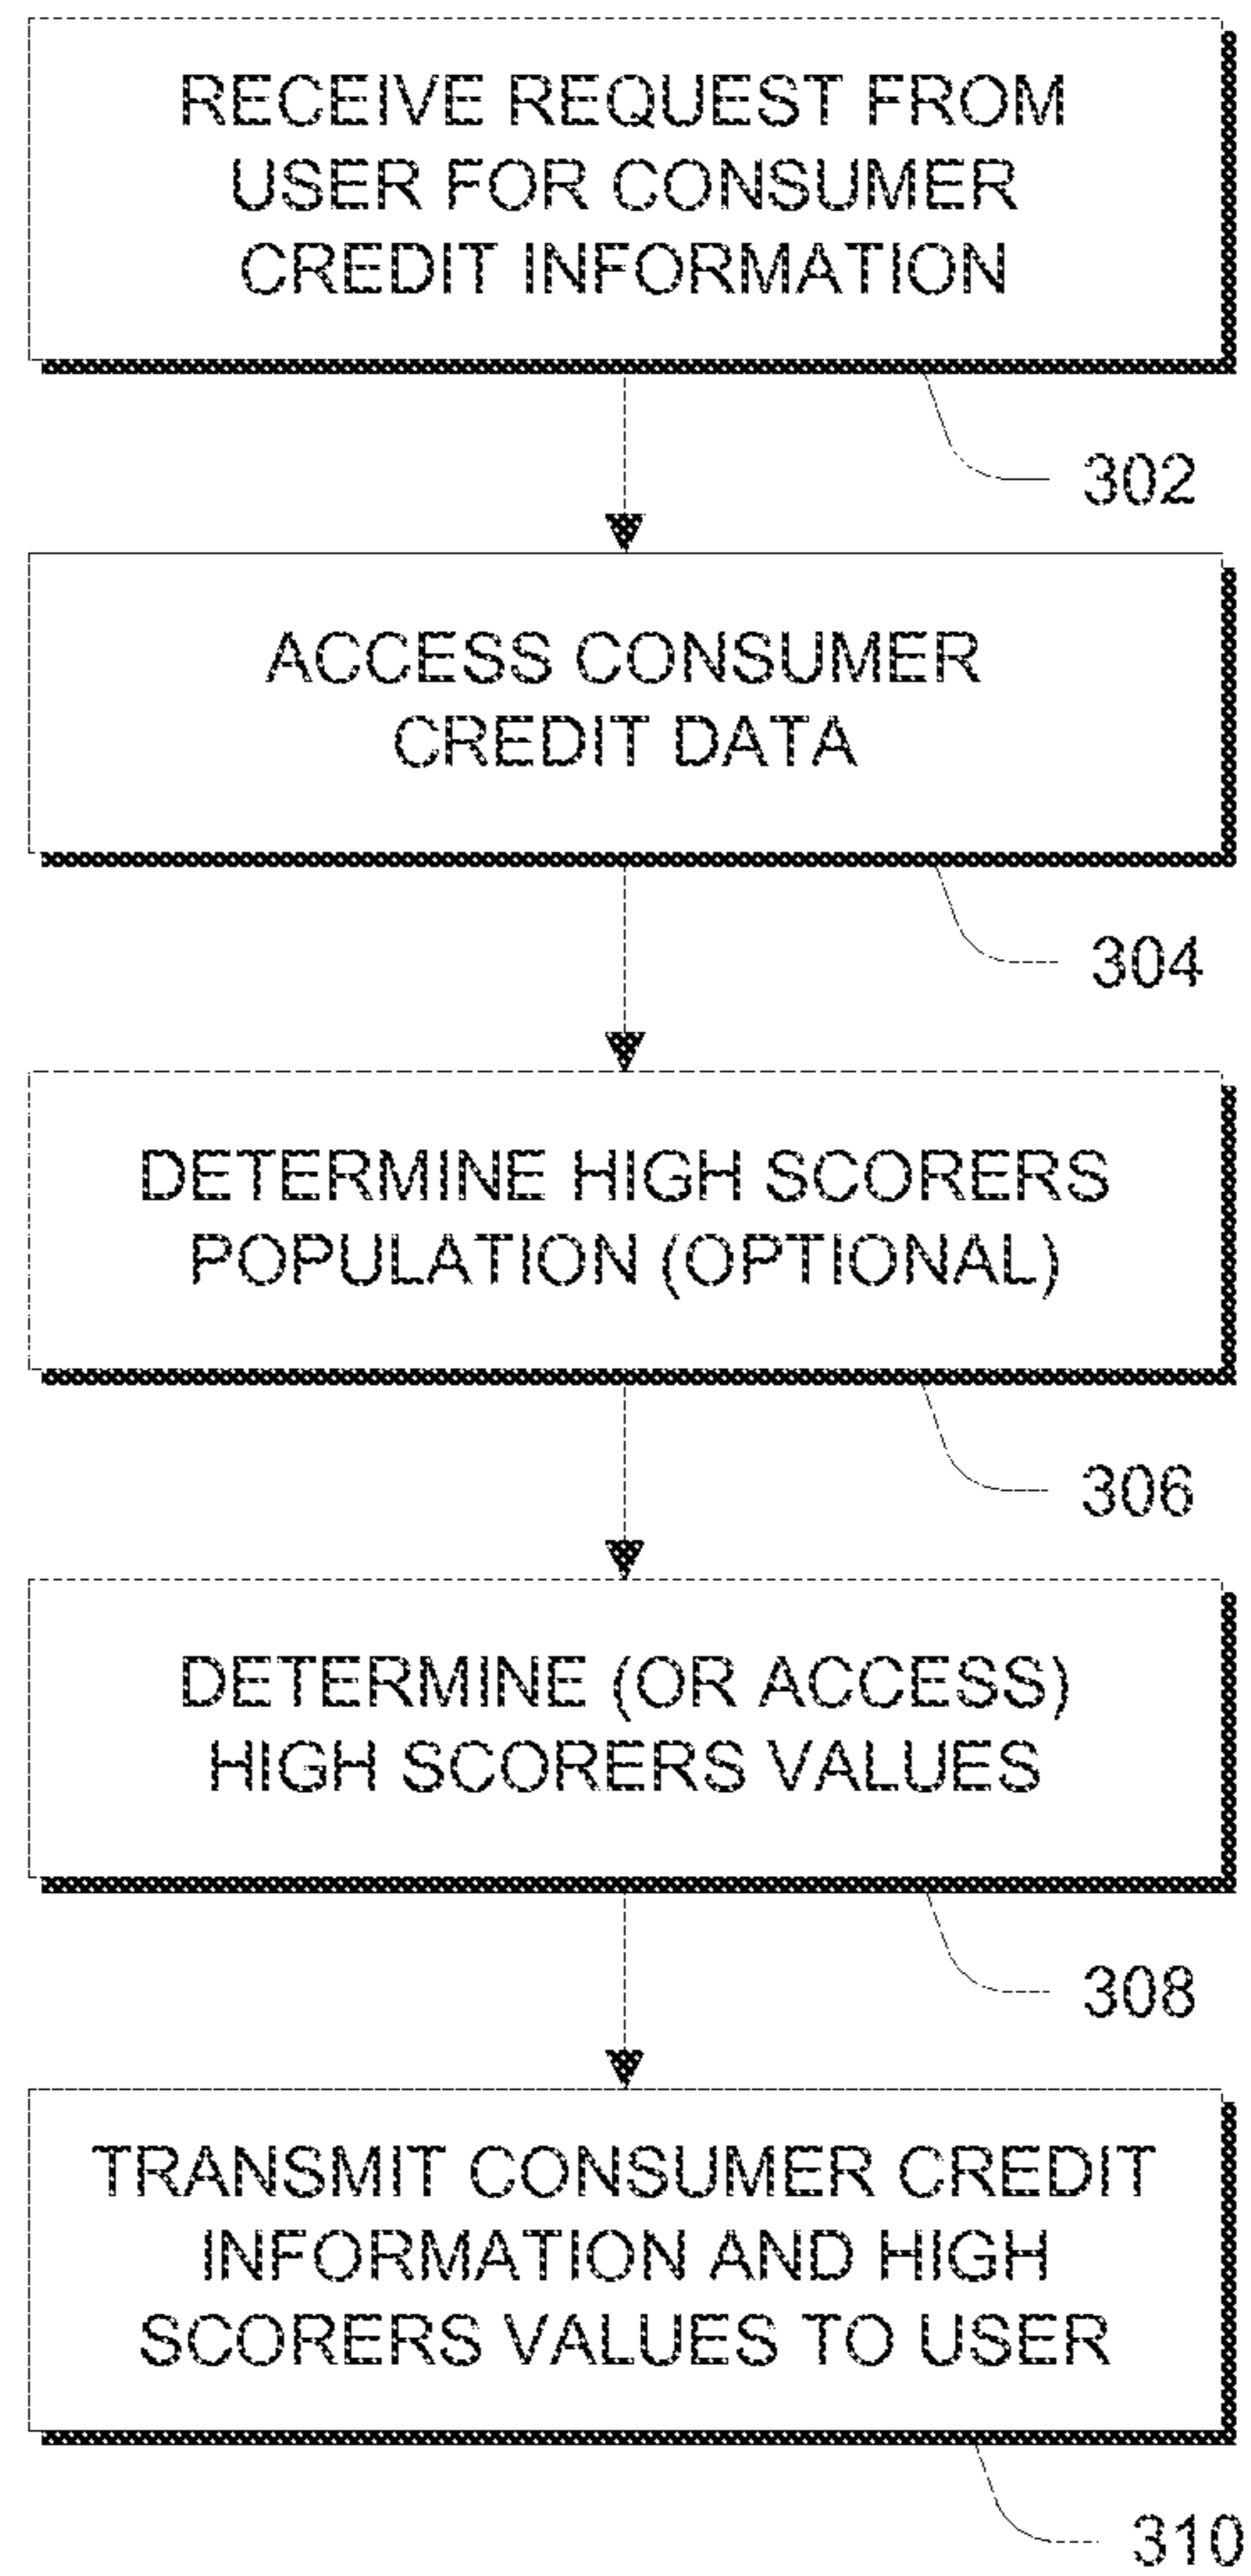 RECEIVE REQUEST FROM
USER FOR CONSUMER
CREDIT INFORMATION
302
ACCESS CONSUMER
CREDIT DATA
304
DETERMINE HIGH SCORERS
POPULATION (OPTIONAL)
306
DETERMINE (OR ACCESS)
HIGH SCORERS VALUES
308
TRANSMIT CONSUMER CREDIT
INFORMATION AND HIGH
SCORERS VALUES TO USER
310